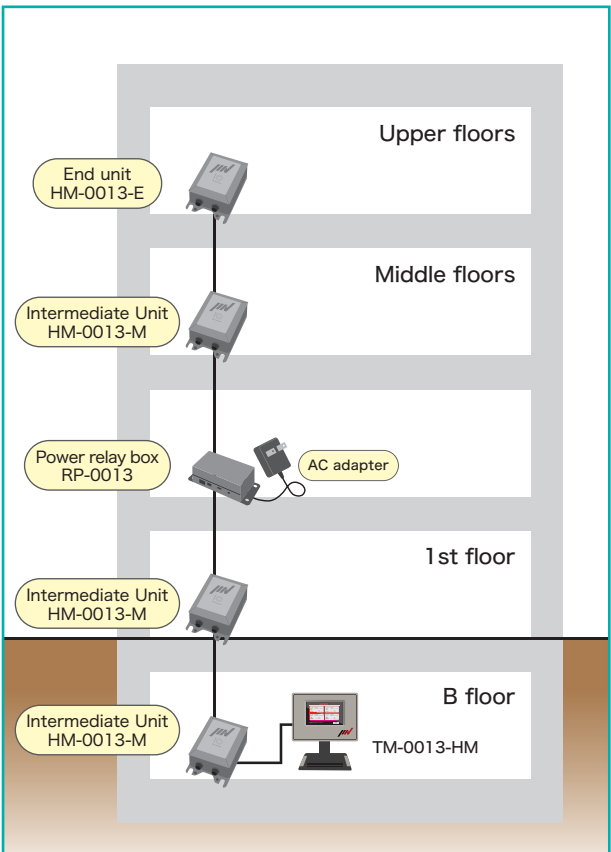 Upper floors
End unit
HM-0013-E
Middle floors
Intermediate Unit
HM-0013-M
Power relay box
RP-0013
AC adapter
1st floor
Intermediate Unit
HM-0013-M
B floor
Intermediate Unit
HM-0013-M
TM-0013-HM